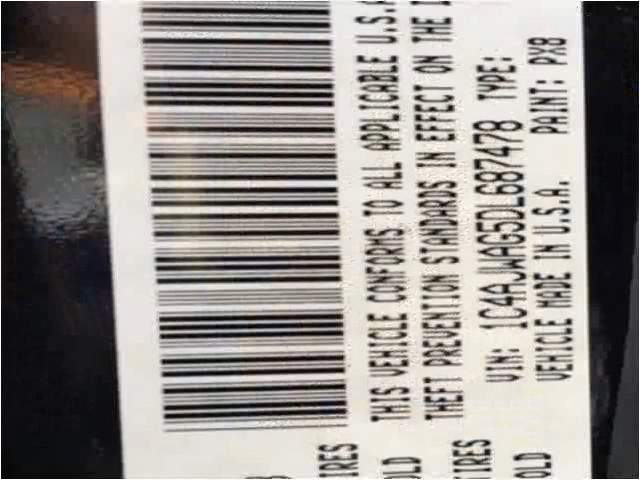 THIS VEHICLE CONFORMS TO ALL APPLICABLE U.S.A
THEFT PREVENTION STANDARDS IN EFFECT ON THE
VIN: 1C4AJWAG5DL687478 TYPE:
VEHICLE MADE IN U.S.A. PAINT: PX8
IRES
OLD
IRES
OLD